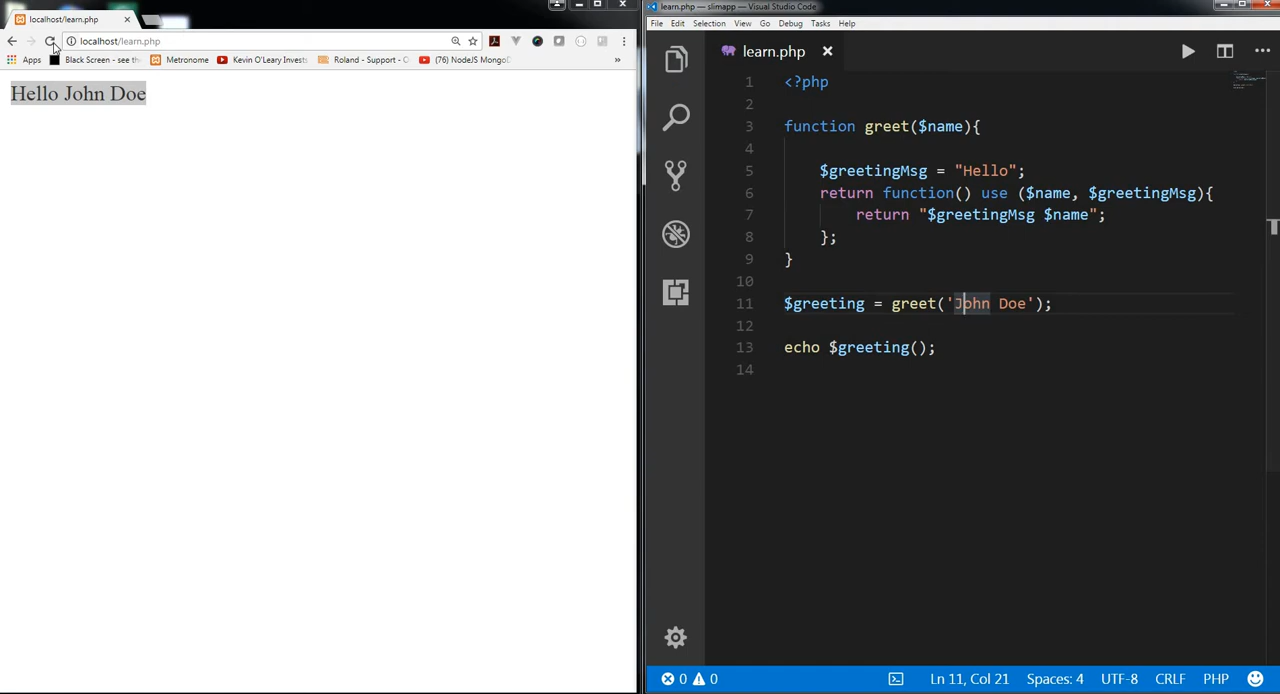 localhost/learn.php
localhost/learn.php
Apps Black Screen - see the Metronome Kevin O'Leary Invest Roland - Support - C (76) NodeJS MongoD »
Hello John Doe
learn.php — slimapp — Visual Studio Code
File Edit Selection View Go Debug Tasks Help
learn.php
1 <?php
2
3 function greet($name){
4
5 $greetingMsg = "Hello";
6 return function() use ($name, $greetingMsg){
7 return "$greetingMsg $name";
8 };
9 }
10
11 $greeting = greet('John Doe');
12
13 echo $greeting();
14
0 0 Ln 11, Col 21 Spaces: 4 UTF-8 CRLF PHP